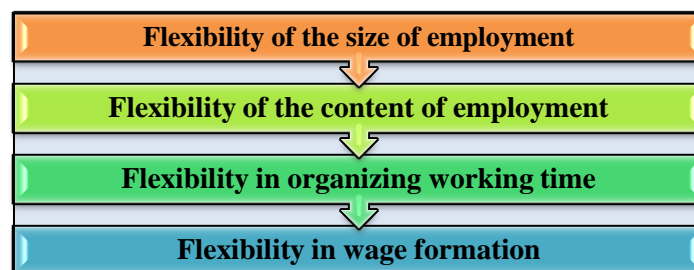 Flexibility of the size of employment
Flexibility of the content of employment
Flexibility in organizing working time
Flexibility in wage formation